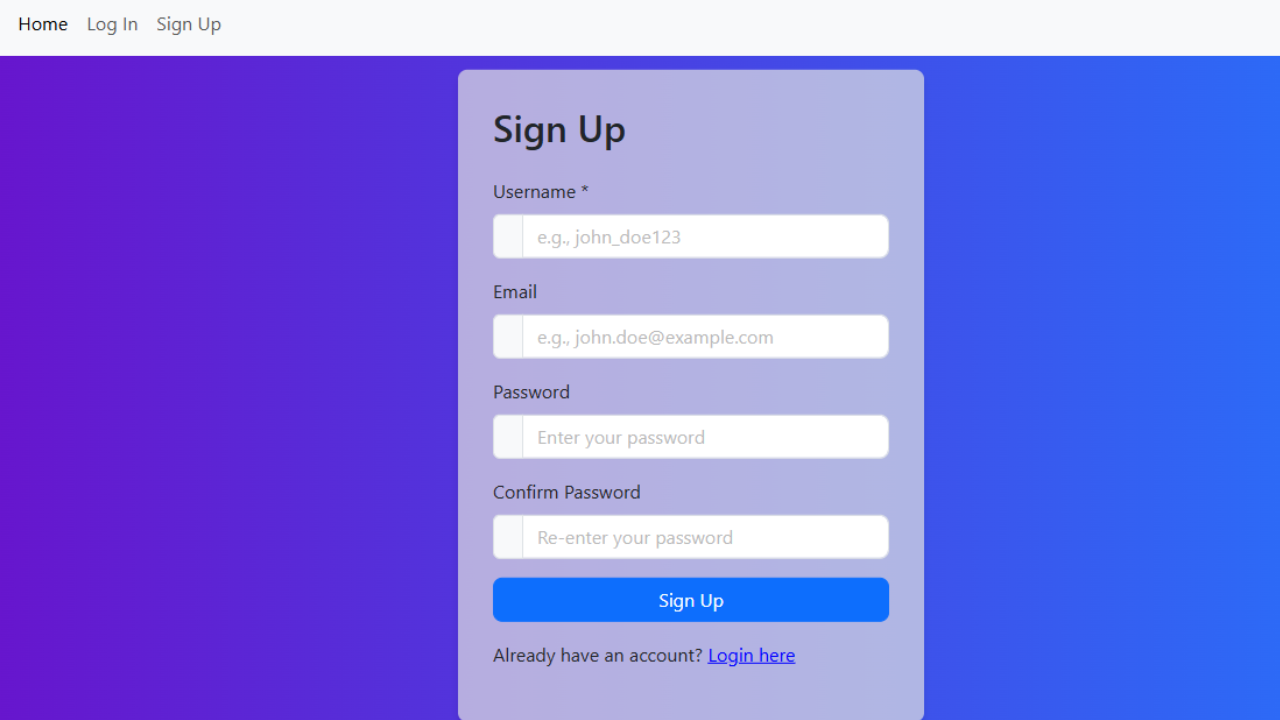 Home Log In Sign Up
Sign Up
Username *
e.g., john_doe123
Email
e.g., john.doe@example.com
Password
Enter your password
Confirm Password
Re-enter your password
Sign Up
Already have an account? Login here